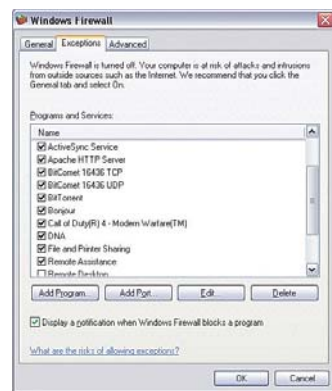 Windows Firewall
General Exceptions Advanced
Windows Firewall is turned off. Your computer is at risk of attacks and intrusions
from outside sources such as the Internet. We recommend that you click the
General tab and select On.
Programs and Services:
Name
ActiveSync Service
Apache HTTP Server
BitComet 16436 TCP
BitComet 16436 UDP
BitTorrent
Bonjour
Call of Duty(R) 4 - Modern Warfare(TM)
DNA
File and Printer Sharing
Remote Assistance
Remote Desktop
Add Program... Add Port... Edit... Delete
Display a notification when Windows Firewall blocks a program
What are the risks of allowing exceptions?
OK Cancel